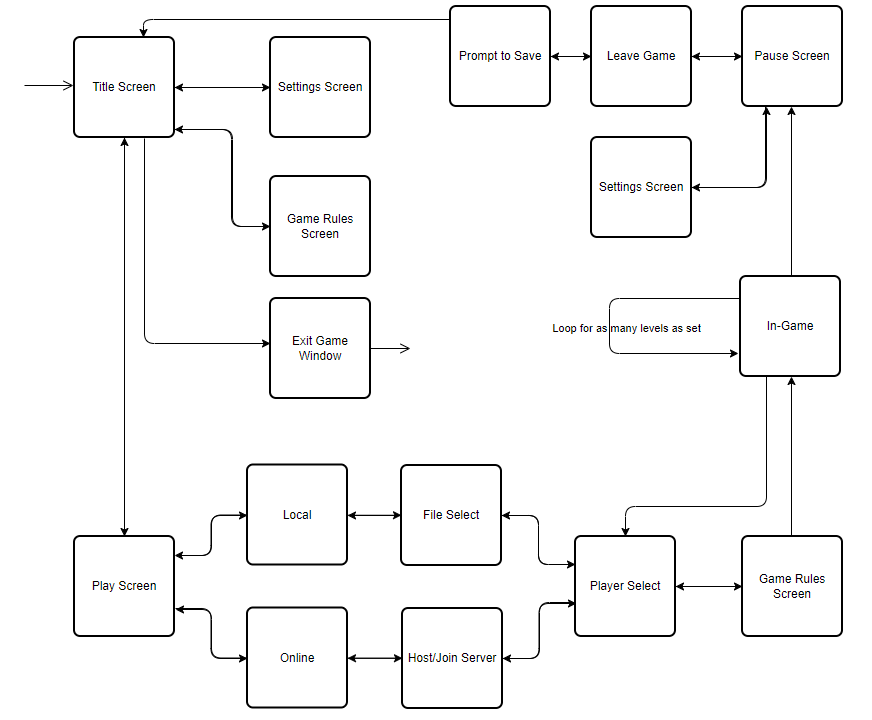 Prompt to Save
Leave Game
Pause Screen
Title Screen
Settings Screen
Settings Screen
Game Rules
Screen
In-Game
Loop for as many levels as set
Exit Game
Window
Local
File Select
Play Screen
Player Select
Game Rules
Screen
Online
Host/Join Server